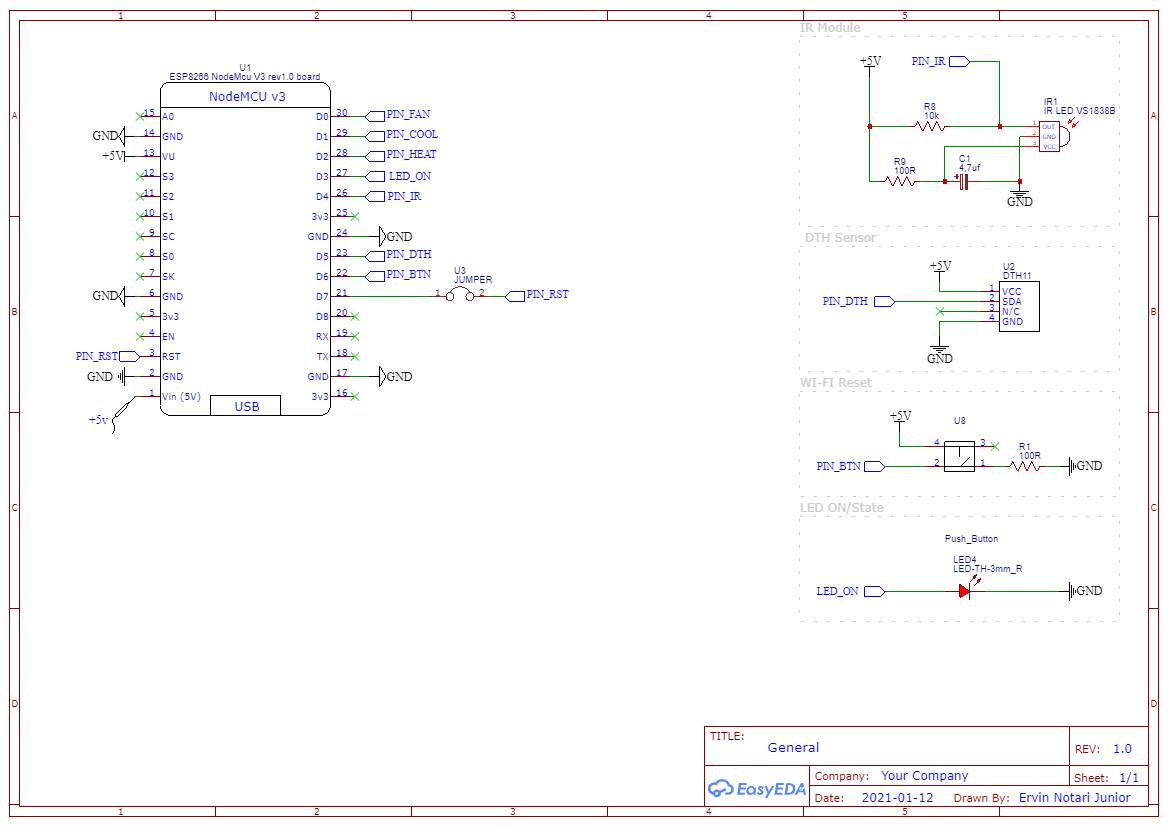 1 2 3 4 5
A
B
C
D
A
B
C
D
1 2 3 4 5
U1
ESP8266 NodeMcu V3 rev1.0 board
NodeMCU v3
15 A0
GND 14 GND
+5V 13 VU
12 S3
11 S2
10 S1
9 SC
8 S0
7 SK
GND 6 GND
5 3v3
4 EN
PIN_RST 3 RST
GND 2 GND
+5v 1 Vin (5V)
USB
D0 30 PIN_FAN
D1 29 PIN_COOL
D2 28 PIN_HEAT
D3 27 LED_ON
D4 26 PIN_IR
3v3 25
GND 24 GND
D5 23 PIN_DTH
D6 22 PIN_BTN
D7 21
D8 20
RX 19
TX 18
GND 17 GND
3v3 16
U3
JUMPER
1 2 PIN_RST
IR Module
+5V PIN_IR
R8
10k
R9
100R
C1
4,7uf
+
IR1
IR LED VS1838B
1 OUT
2 GND
3 VCC
GND
DTH Sensor
+5V
U2
DTH11
PIN_DTH
1 VCC
2 SDA
3 N/C
4 GND
GND
WI-FI Reset
+5V
U8
4 3
PIN_BTN 2 1
R1
100R
GND
LED ON/State
Push_Button
LED4
LED-TH-3mm_R
LED_ON GND
TITLE:
General
REV: 1.0
EasyEDA
Company: Your Company
Sheet: 1/1
Date: 2021-01-12 Drawn By: Ervin Notari Junior